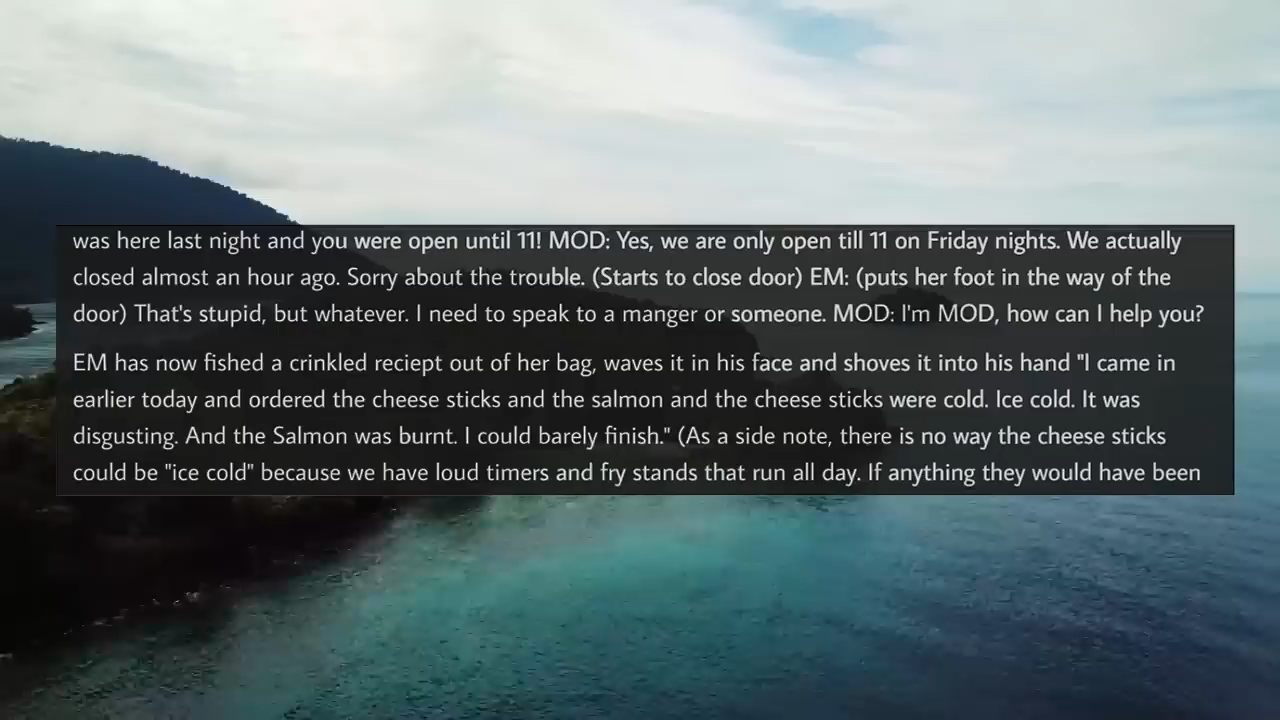 was here last night and you were open until 11! MOD: Yes, we are only open till 11 on Friday nights. We actually
closed almost an hour ago. Sorry about the trouble. (Starts to close door) EM: (puts her foot in the way of the
door) That's stupid, but whatever. I need to speak to a manger or someone. MOD: I'm MOD, how can I help you?
EM has now fished a crinkled reciept out of her bag, waves it in his face and shoves it into his hand "I came in
earlier today and ordered the cheese sticks and the salmon and the cheese sticks were cold. Ice cold. It was
disgusting. And the Salmon was burnt. I could barely finish." (As a side note, there is no way the cheese sticks
could be "ice cold" because we have loud timers and fry stands that run all day. If anything they would have been